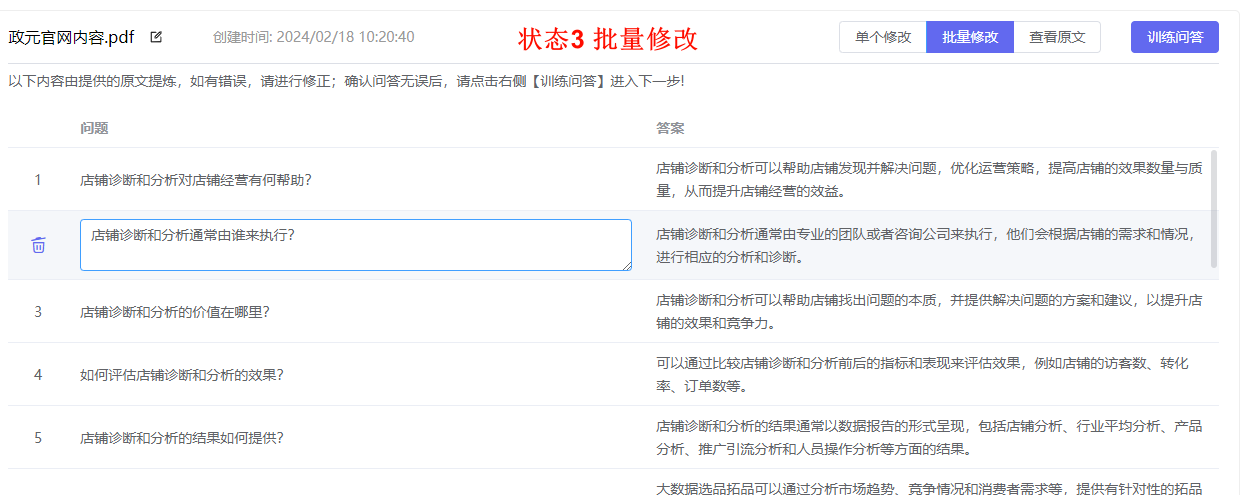 政元官网内容.pdf 创建时间: 2024/02/18 10:20:40 状态3 批量修改 单个修改 批量修改 查看原文 训练问答
以下内容由提供的原文提炼，如有错误，请进行修正；确认问答无误后，请点击右侧【训练问答】进入下一步!
问题 答案
1 店铺诊断和分析对店铺经营有何帮助?
店铺诊断和分析可以帮助店铺发现并解决问题，优化运营策略，提高店铺的效果数量与质
量，从而提升店铺经营的效益。
店铺诊断和分析通常由谁来执行?
店铺诊断和分析通常由专业的团队或者咨询公司来执行，他们会根据店铺的需求和情况，
进行相应的分析和诊断。
3 店铺诊断和分析的价值在哪里?
店铺诊断和分析可以帮助店铺找出问题的本质，并提供解决问题的方案和建议，以提升店
铺的效果和竞争力。
4 如何评估店铺诊断和分析的效果?
可以通过比较店铺诊断和分析前后的指标和表现来评估效果，例如店铺的访客数、转化
率、订单数等。
5 店铺诊断和分析的结果如何提供?
店铺诊断和分析的结果通常以数据报告的形式呈现，包括店铺分析、行业平均分析、产品
分析、推广引流分析和人员操作分析等方面的结果。
大数据选品拓品可以通过分析市场趋势、竞争情况和消费者需求等，提供有针对性的拓品